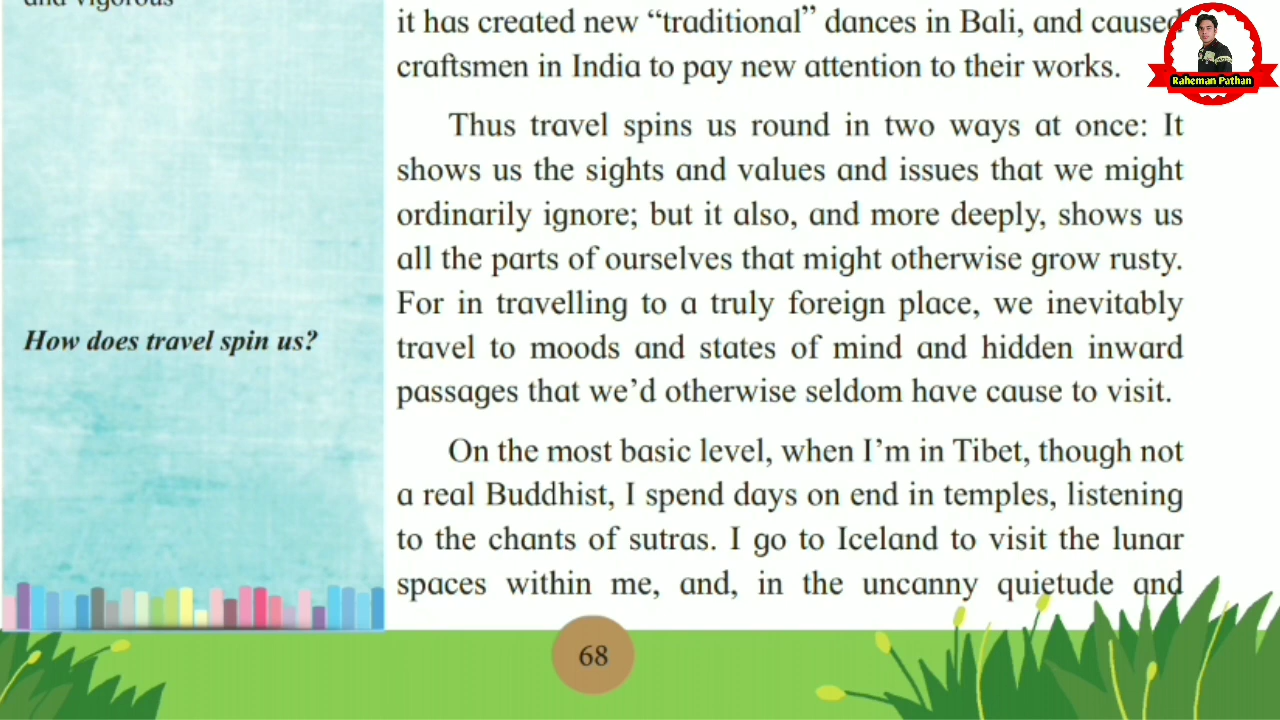 and vigorous
it has created new “traditional” dances in Bali, and caused
craftsmen in India to pay new attention to their works.
Thus travel spins us round in two ways at once: It
shows us the sights and values and issues that we might
ordinarily ignore; but it also, and more deeply, shows us
all the parts of ourselves that might otherwise grow rusty.
For in travelling to a truly foreign place, we inevitably
travel to moods and states of mind and hidden inward
passages that we’d otherwise seldom have cause to visit.
How does travel spin us?
On the most basic level, when I’m in Tibet, though not
a real Buddhist, I spend days on end in temples, listening
to the chants of sutras. I go to Iceland to visit the lunar
spaces within me, and, in the uncanny quietude and
68
Raheman Pathan